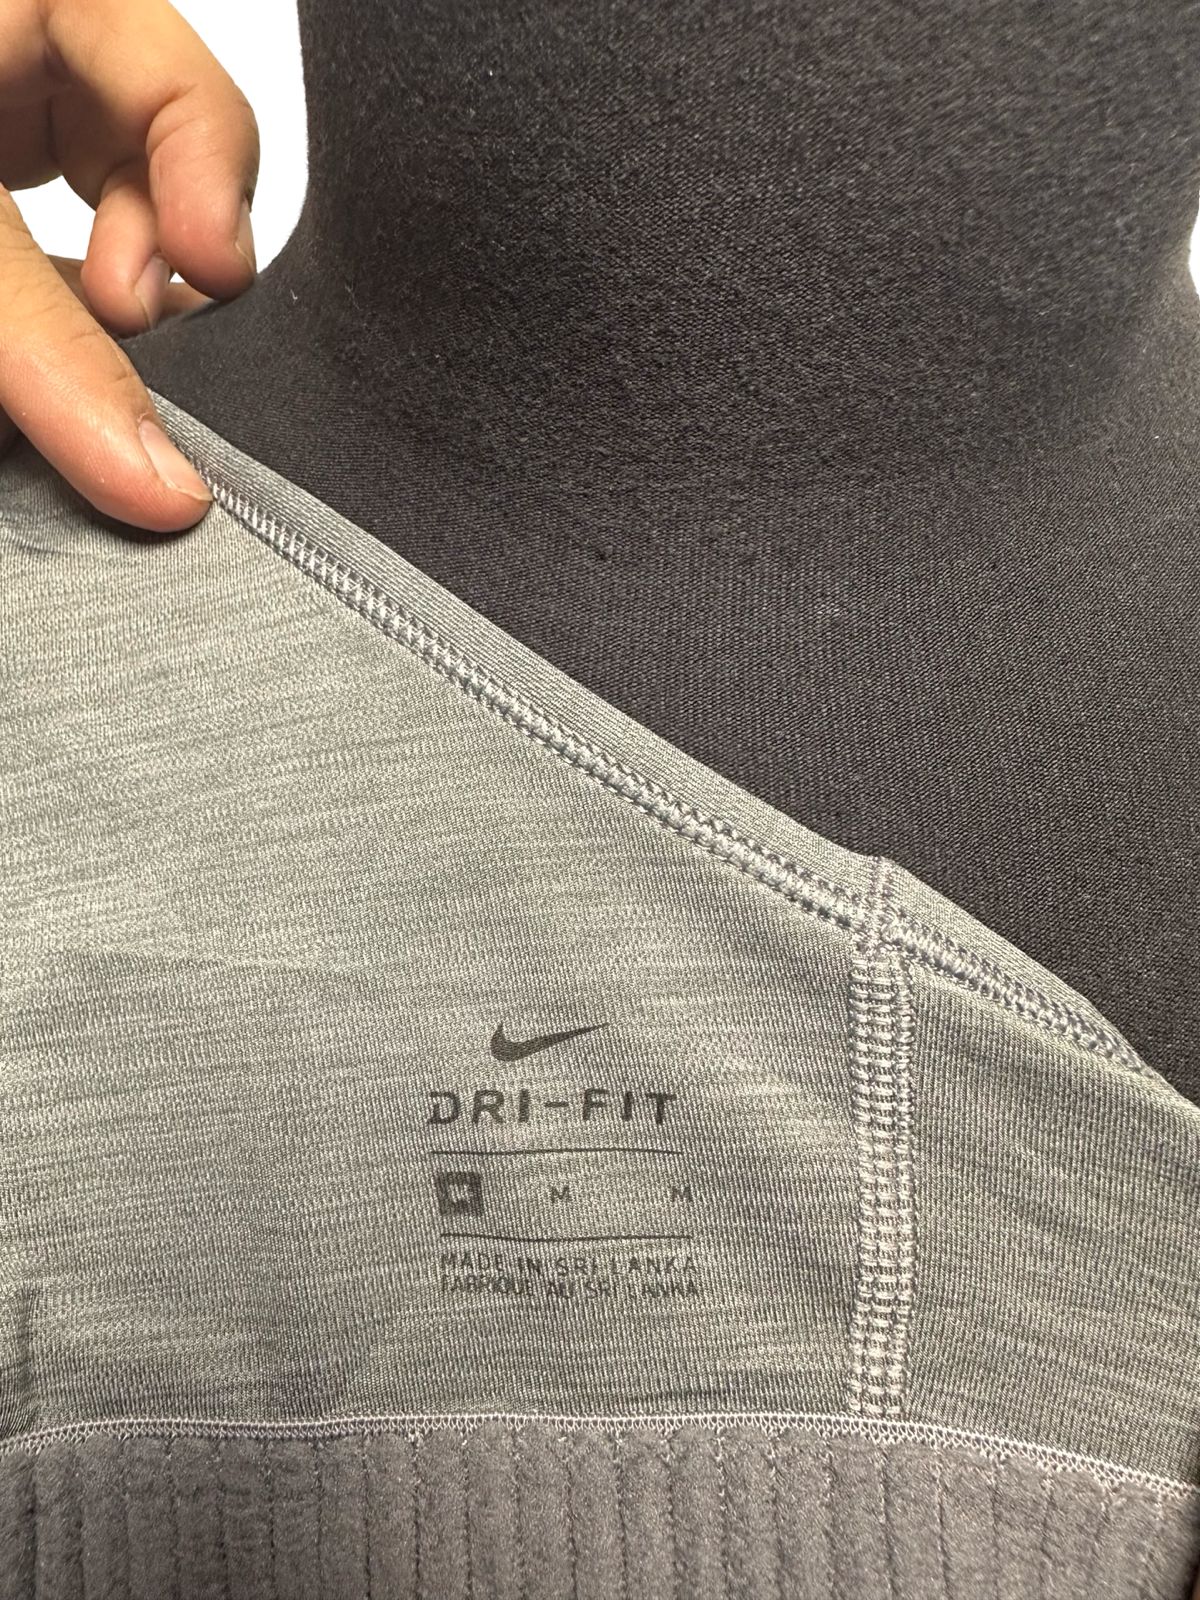 DRI-FIT
M M M
MADE IN SRI LANKA
FABRIQUE AU SRI LANKA